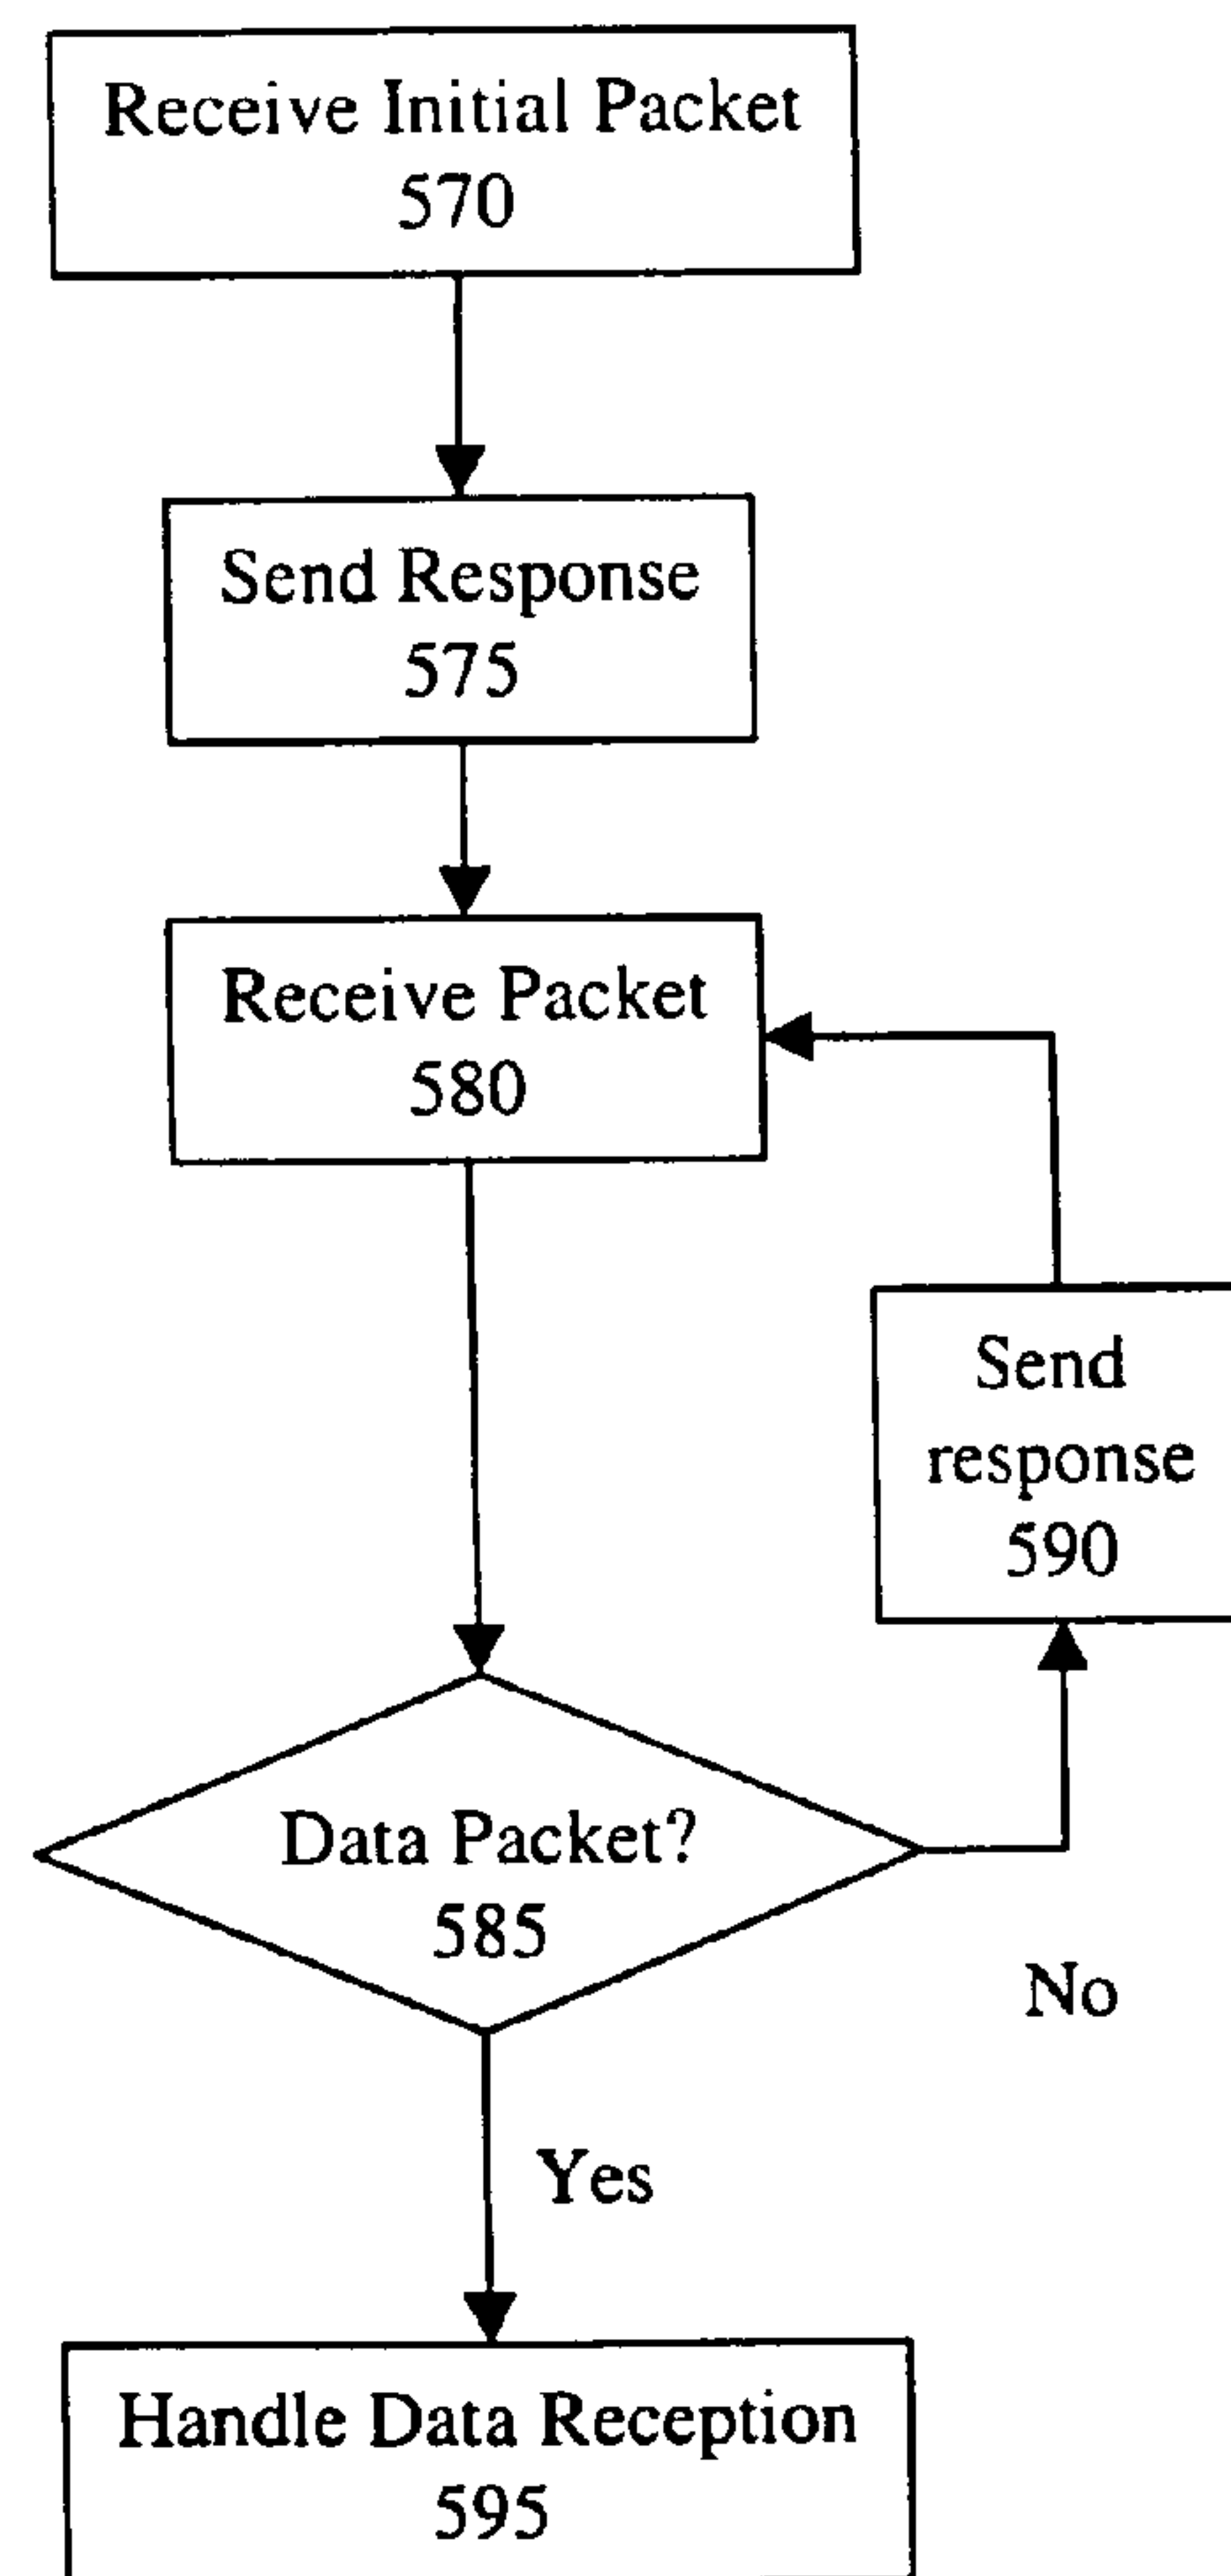 Receive Initial Packet
570
Send Response
575
Receive Packet
580
Send
response
590
Data Packet?
585
No
Yes
Handle Data Reception
595